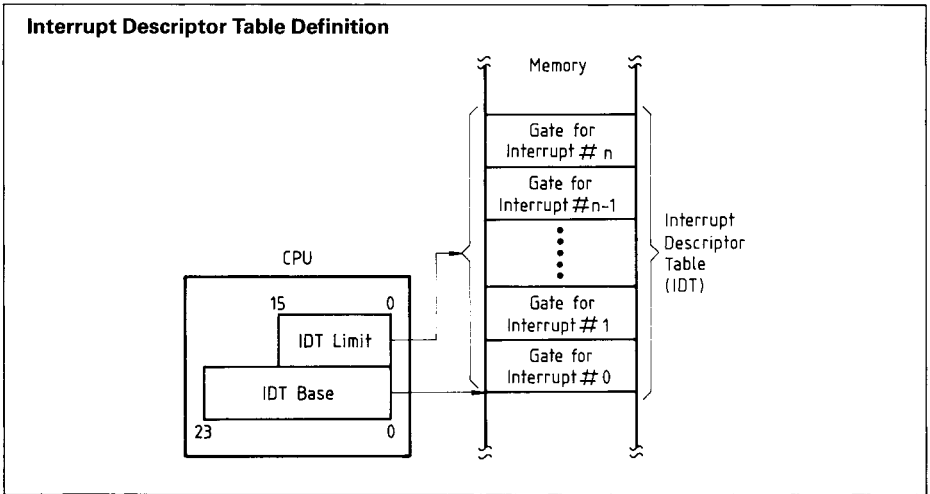 Interrupt Descriptor Table Definition
Memory
Gate for
Interrupt # n
Gate for
Interrupt #n-1
Interrupt
Descriptor
Table
(IDT)
CPU
15 0
IDT Limit
Gate for
Interrupt # 1
IDT Base
Gate for
Interrupt # 0
23 0